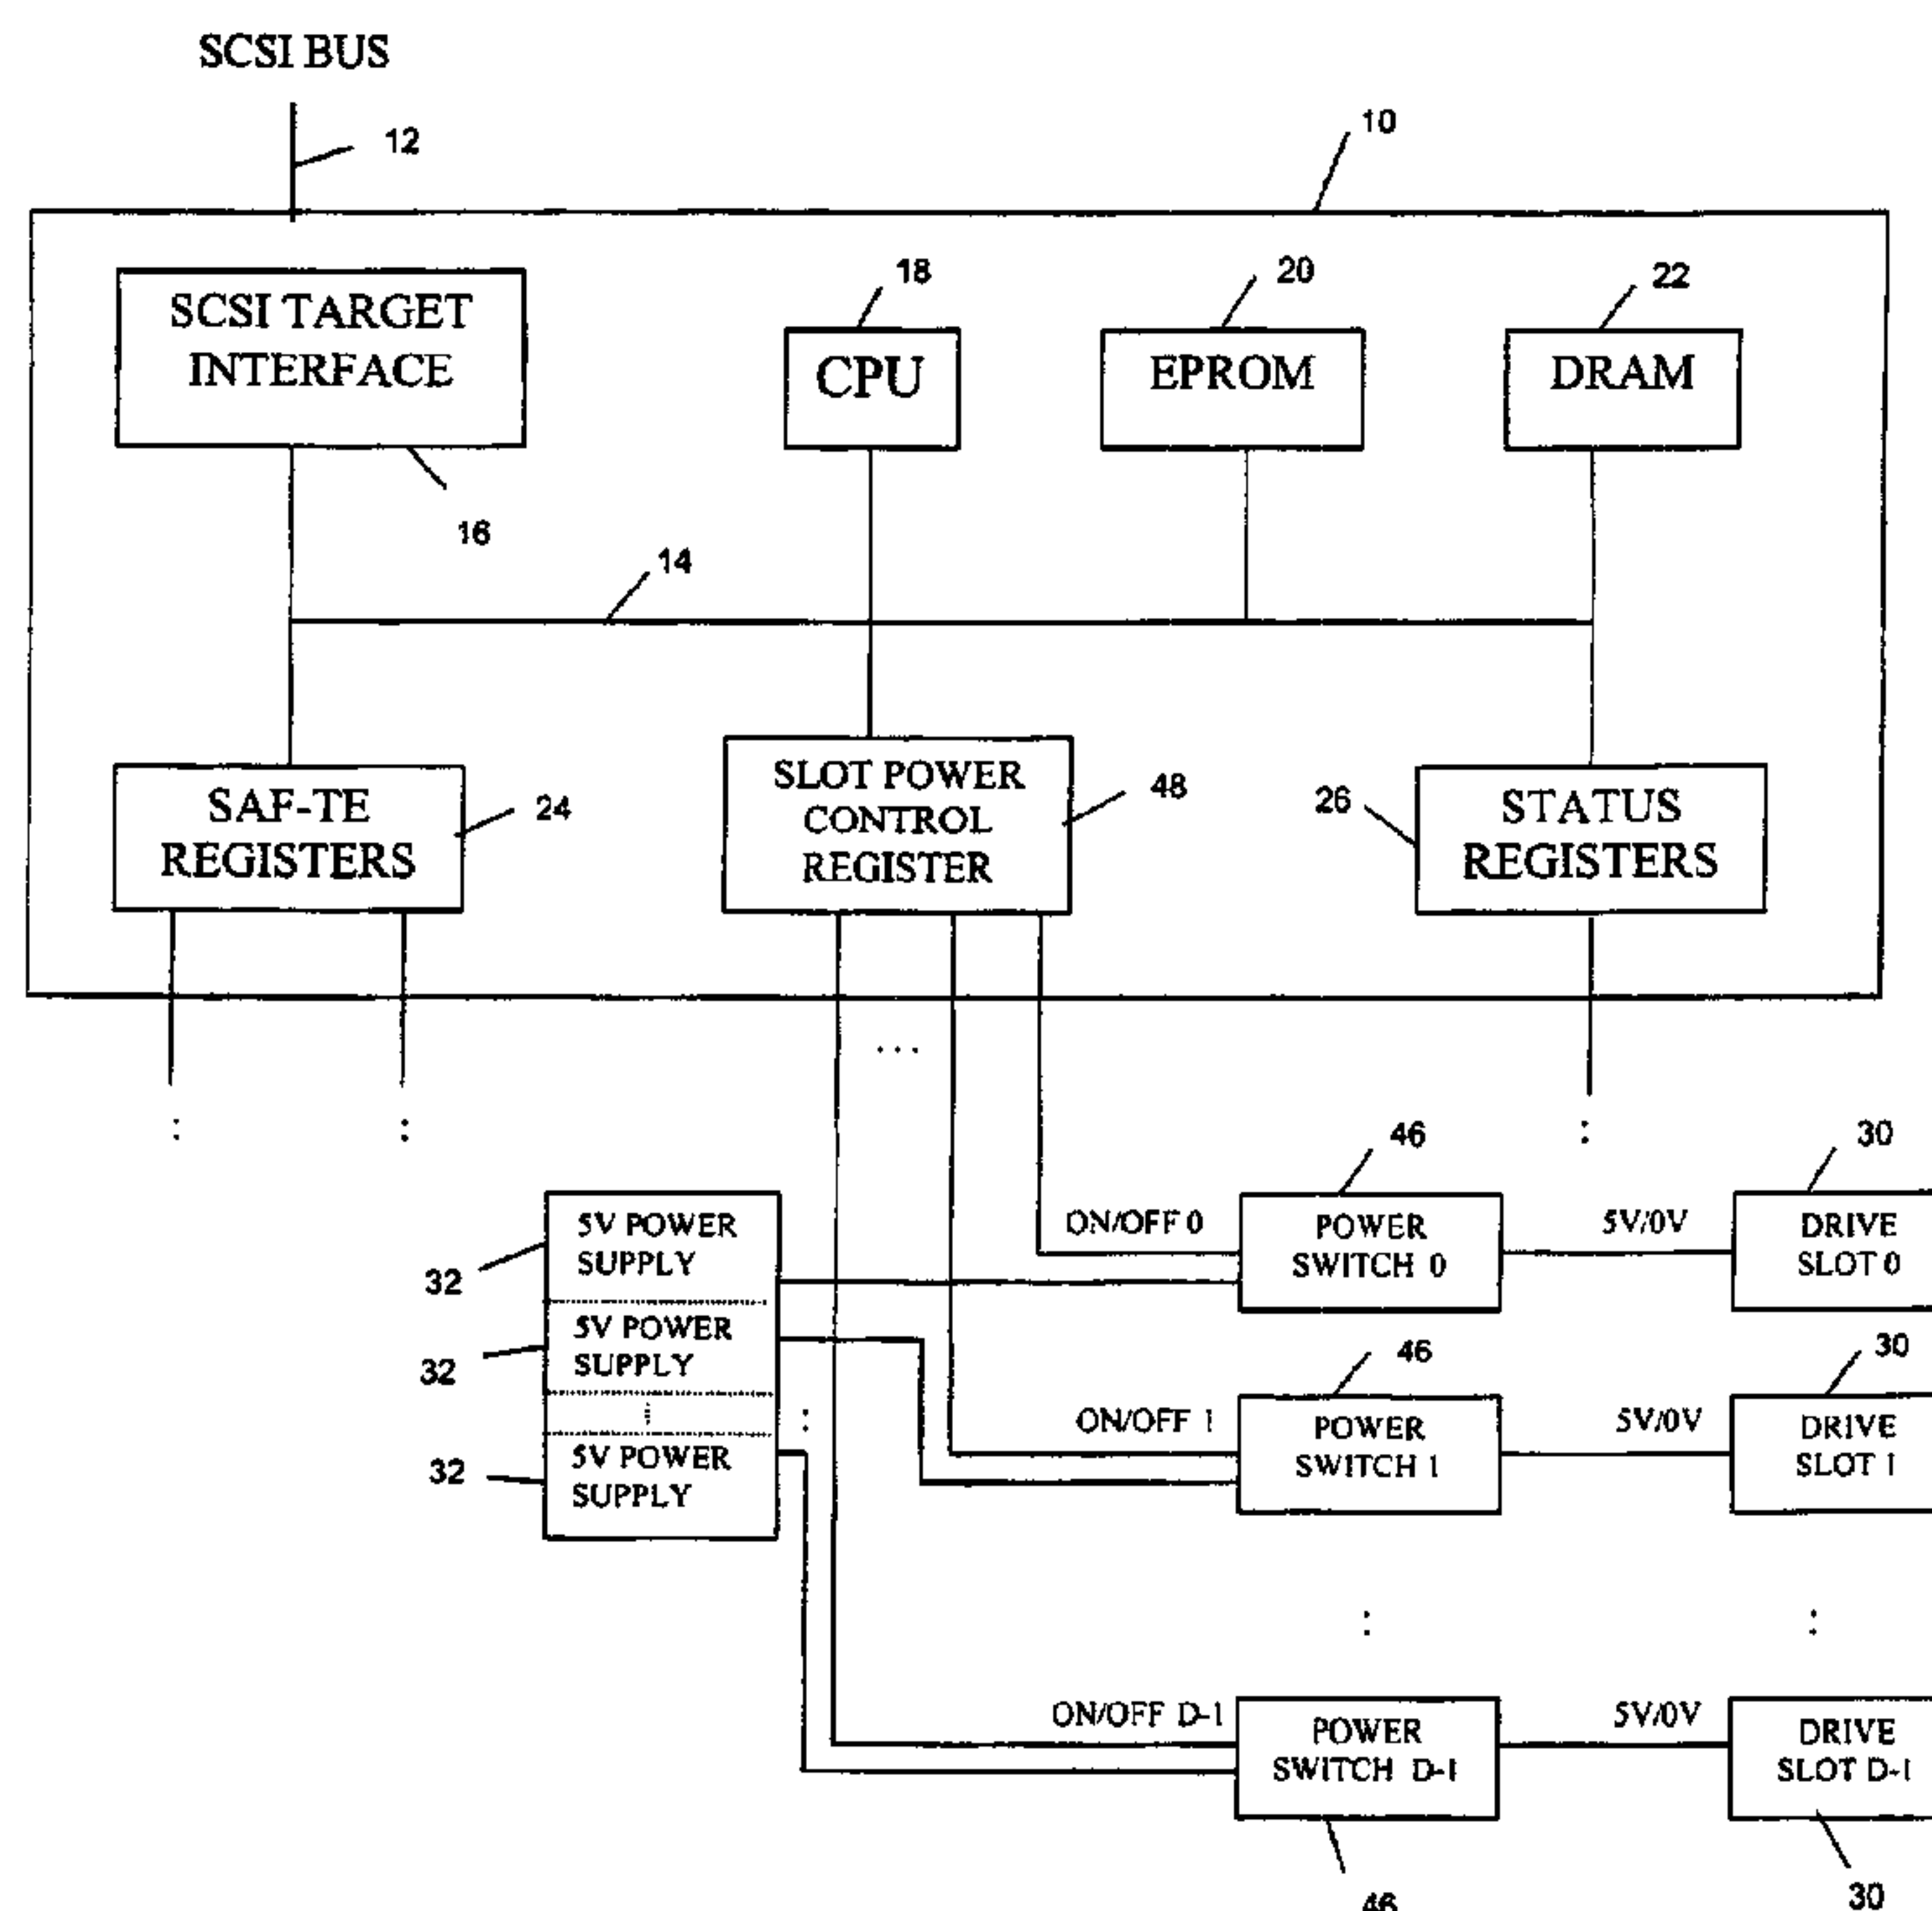 SCSI BUS
12
10
SCSI TARGET
INTERFACE
16
18
CPU
20
EPROM
22
DRAM
14
SAF-TE
REGISTERS
24
SLOT POWER
CONTROL
REGISTER
48
26
STATUS
REGISTERS
...
:
:
:
5V POWER
SUPPLY
32
5V POWER
SUPPLY
32
5V POWER
SUPPLY
32
:
ON/OFF 0
46
POWER
SWITCH 0
5V/0V
30
DRIVE
SLOT 0
ON/OFF 1
46
POWER
SWITCH 1
5V/0V
30
DRIVE
SLOT 1
:
:
ON/OFF D-1
POWER
SWITCH D-1
46
5V/0V
DRIVE
SLOT D-1
30